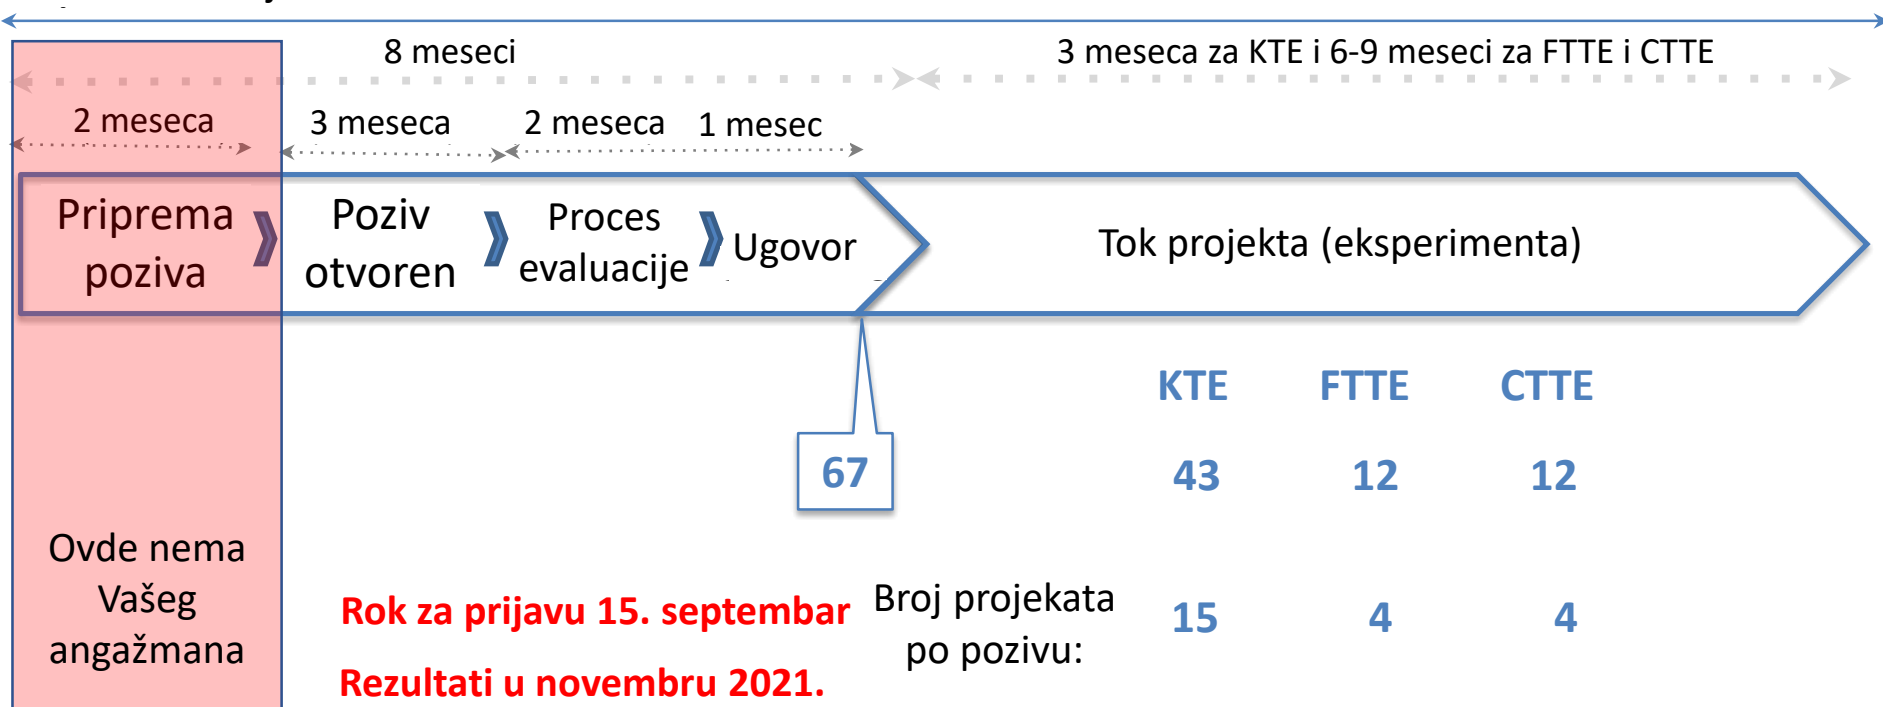 8 meseci
3 meseca za KTE i 6-9 meseci za FTTE i CTTE
2 meseca
3 meseca
2 meseca
1 mesec
Priprema
poziva
Poziv
otvoren
Proces
evaluacije
Ugovor
Tok projekta (eksperimenta)
KTE FTTE CTTE
67
43 12 12
Ovde nema
Vašeg
angažmana
Rok za prijavu 15. septembar
Rezultati u novembru 2021.
Broj projekata
po pozivu:
15 4 4